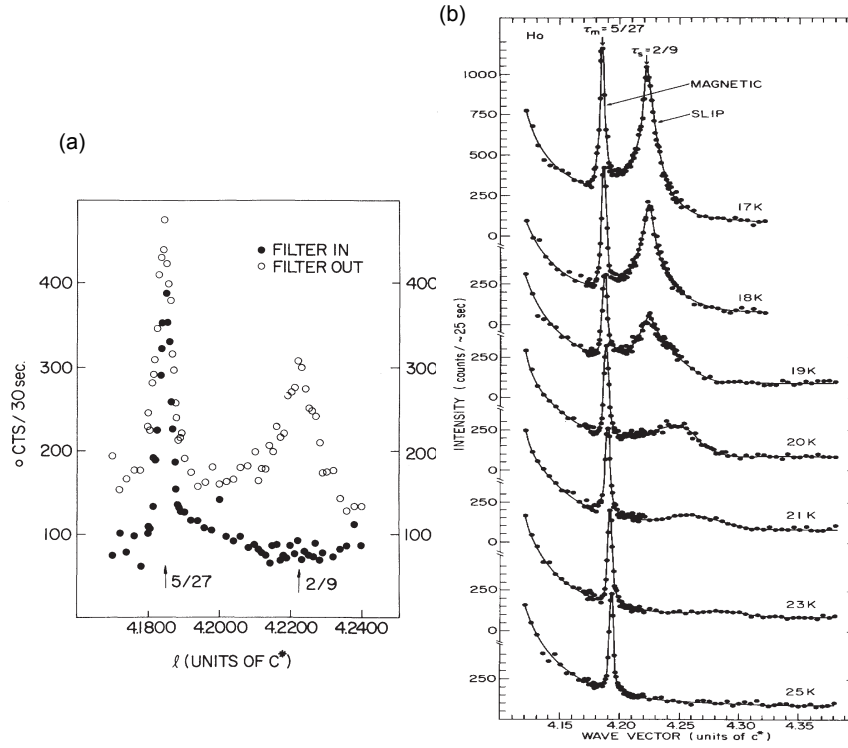 (a)
● FILTER IN
○ FILTER OUT
400
300
200
100
400
300
200
100
○ CTS / 30 sec.
5/27
2/9
4.1800
4.2000
4.2200
4.2400
ℓ (UNITS OF C*)
(b)
Ho
τm=5/27
τs=2/9
MAGNETIC
SLIP
1000
750
500
250
0
17K
250
0
18K
250
0
19K
250
0
20K
250
0
21K
250
0
23K
250
25K
INTENSITY (counts / ~25 sec)
4.15
4.20
4.25
4.30
4.35
WAVE VECTOR (units of c*)